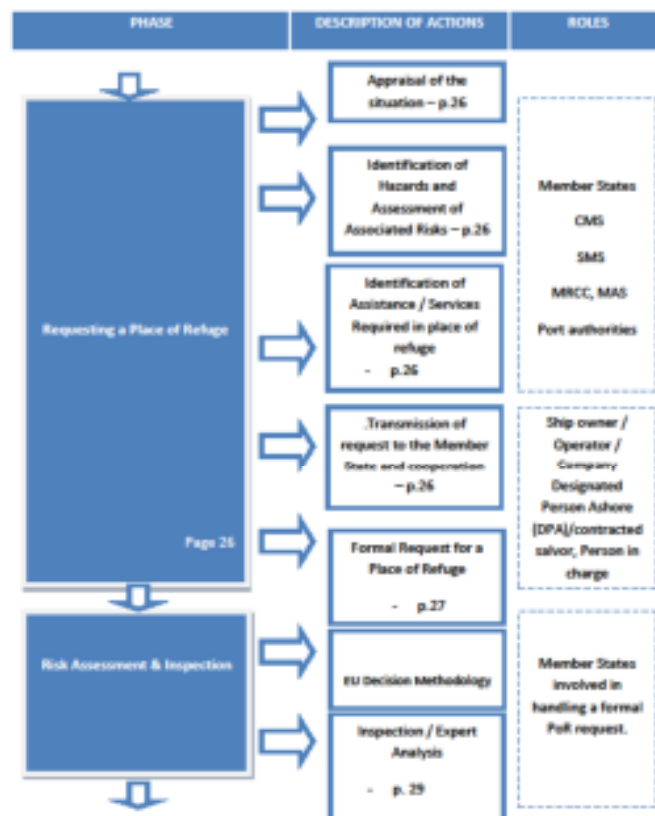 PHASE
DESCRIPTION OF ACTIONS
ROLES
Requesting a Place of Refuge
Page 26
Appraisal of the
situation – p.26
Identification of
Hazards and
Assessment of
Associated Risks – p.26
Identification of
Assistance / Services
Required in place of
refuge
- p.26
.Transmission of
request to the Member
State and cooperation
– p.26
Formal Request for a
Place of Refuge
- p.27
Member States
CMS
SMS
MRCC, MAS
Port authorities
Ship owner /
Operator /
Company
Designated
Person Ashore
(DPA)/contracted
salvor, Person in
charge
Risk Assessment & Inspection
EU Decision Methodology
Inspection / Expert
Analysis
- p. 29
Member States
involved in
handling a formal
PoR request.